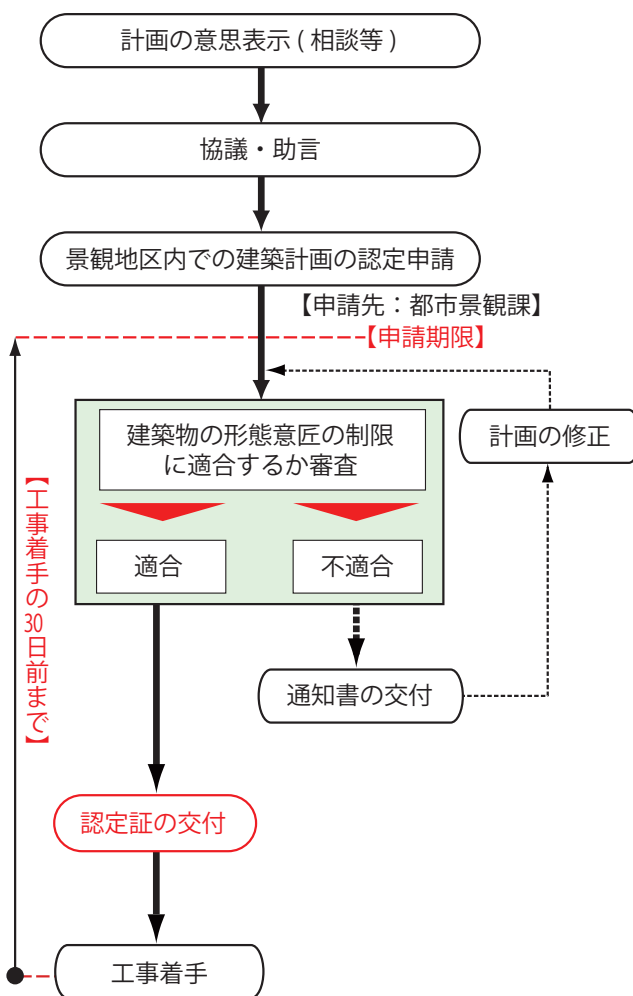 計画の意思表示 ( 相談等 )
協議・助言
景観地区内での建築計画の認定申請
【申請先：都市景観課】
【申請期限】
建築物の形態意匠の制限
に適合するか審査
計画の修正
適合
不適合
通知書の交付
【工事着手の30日前まで】
認定証の交付
工事着手